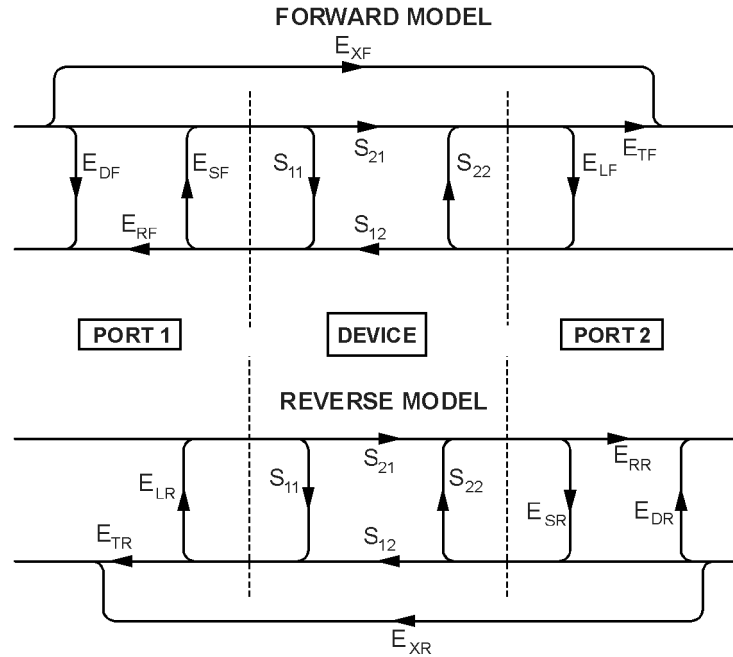 FORWARD MODEL
E_XF
E_DF
E_SF
S_11
S_21
S_22
E_LF
E_TF
E_RF
S_12
PORT 1
DEVICE
PORT 2
REVERSE MODEL
S_21
E_RR
E_LR
S_11
S_22
E_SR
E_DR
E_TR
S_12
E_XR